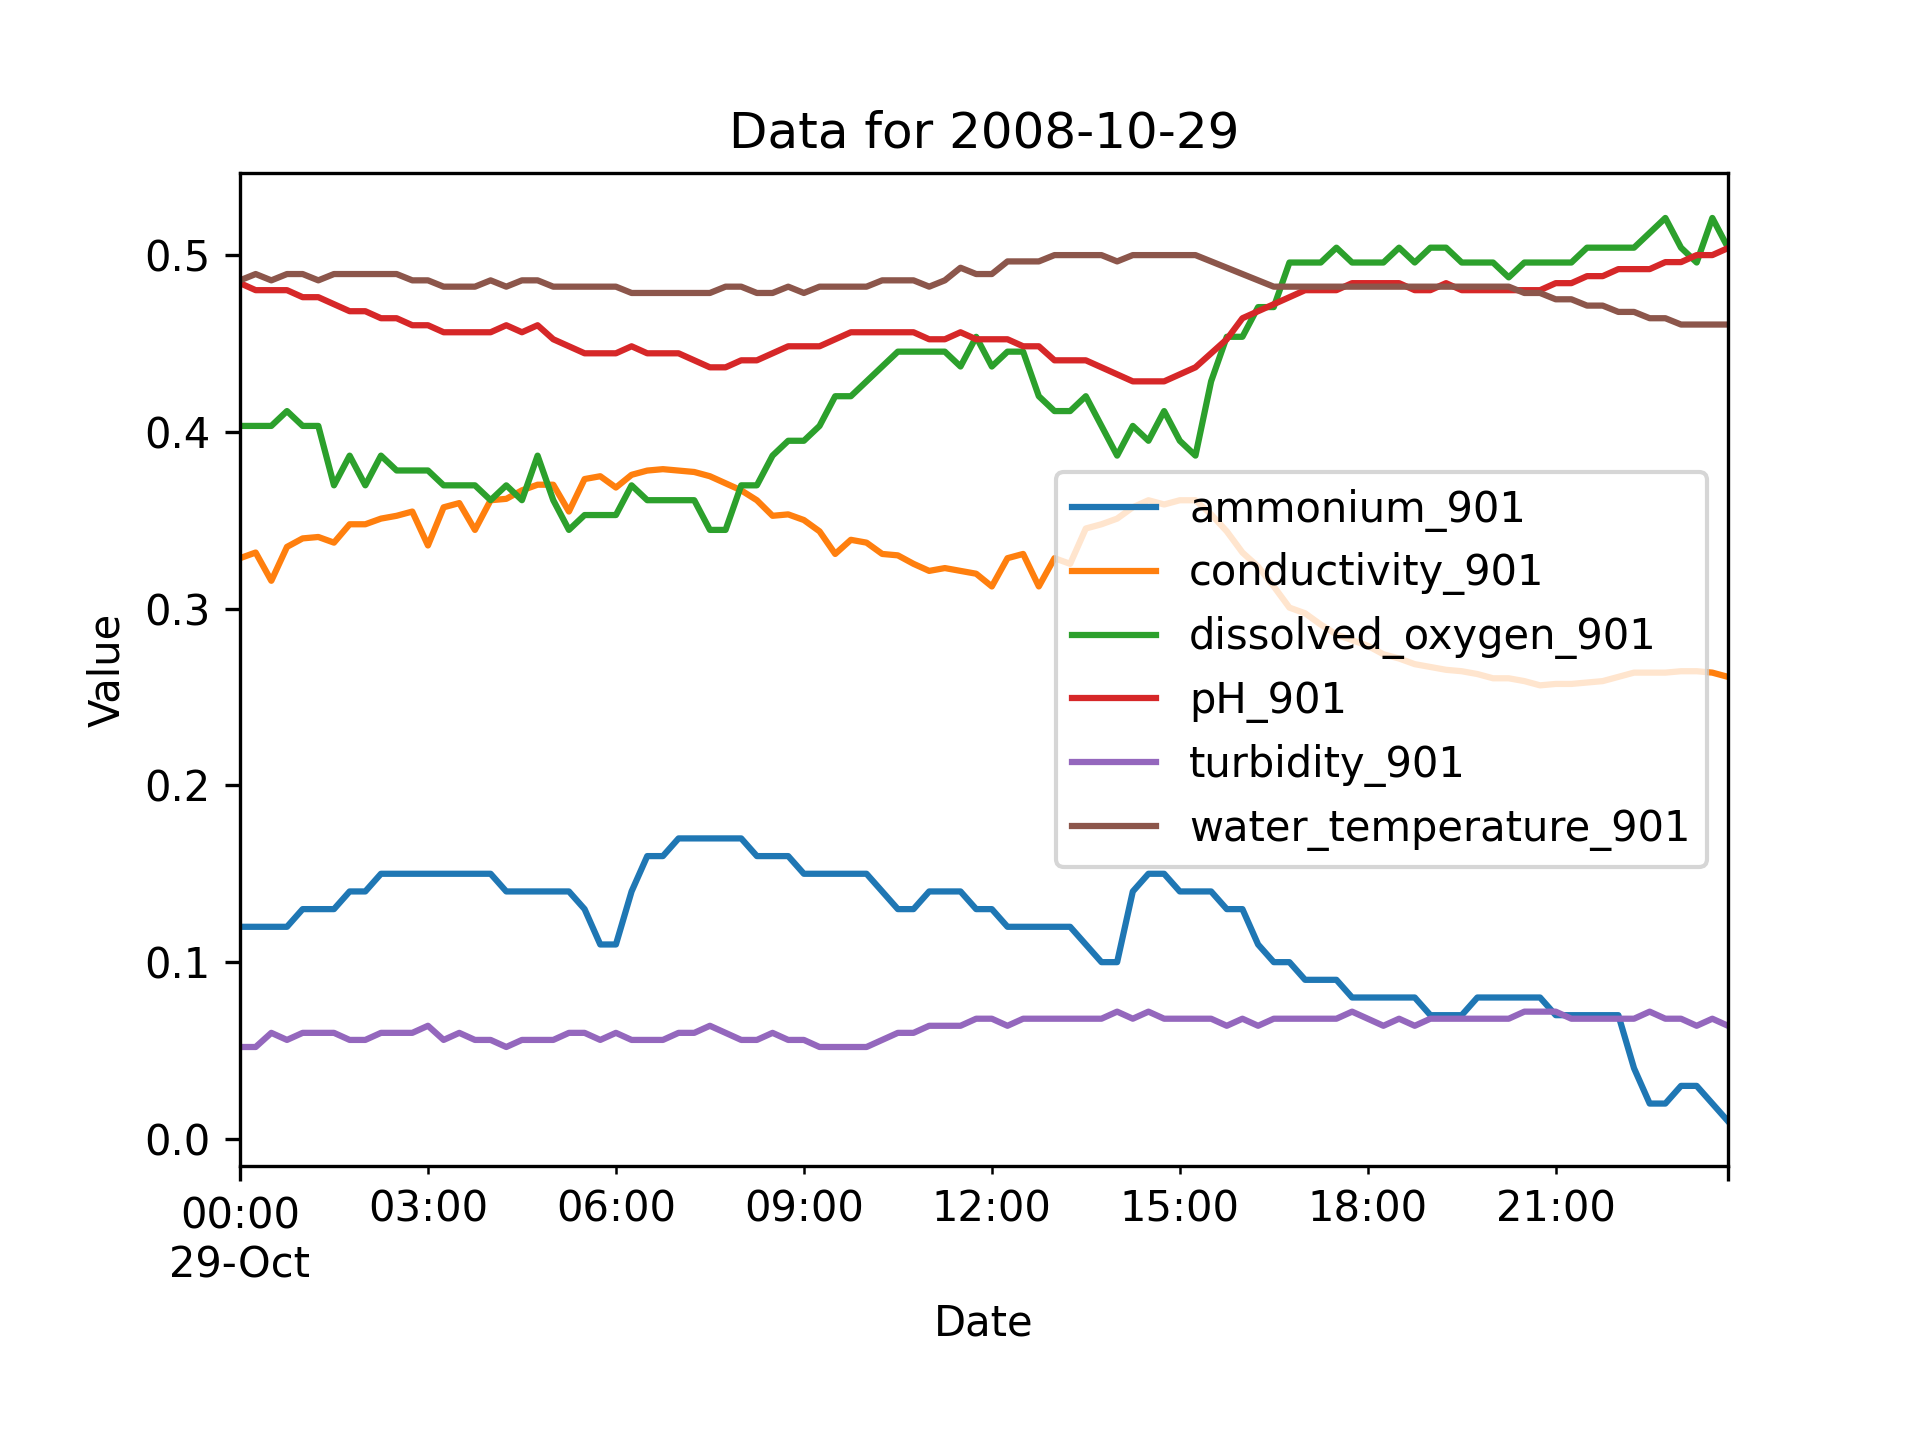 Data for 2008-10-29
Value
0.5
0.4
0.3
0.2
0.1
0.0
ammonium_901
conductivity_901
dissolved_oxygen_901
pH_901
turbidity_901
water_temperature_901
00:00 03:00 06:00 09:00 12:00 15:00 18:00 21:00
29-Oct
Date